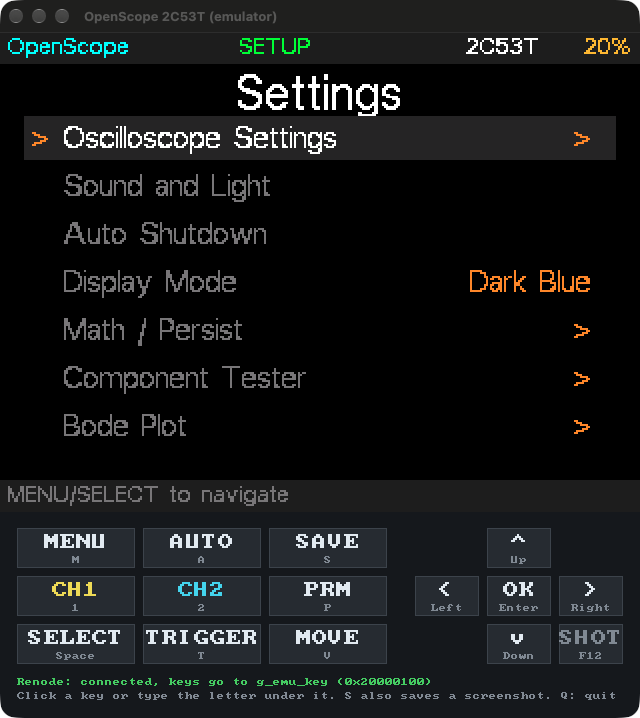 OpenScope 2C53T (emulator)
OpenScope SETUP 2C53T 20%
Settings
> Oscilloscope Settings >
Sound and Light
Auto Shutdown
Display Mode Dark Blue
Math / Persist >
Component Tester >
Bode Plot >
MENU/SELECT to navigate
MENU AUTO SAVE ^
M A S Up
CH1 CH2 PRM < OK >
1 2 P Left Enter Right
SELECT TRIGGER MOVE v SHOT
Space T V Down F12
Renode: connected, keys go to g_emu_key (0x20000100)
Click a key or type the letter under it. S also saves a screenshot. Q: quit